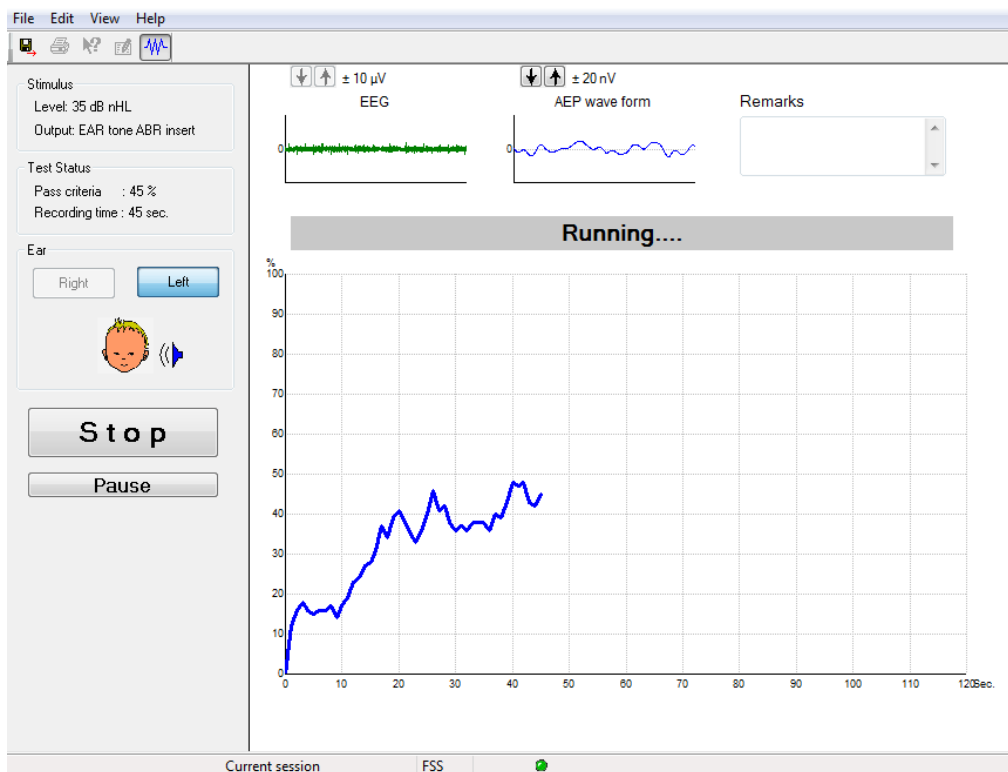 File Edit View Help
Stimulus
Level: 35 dB nHL
Output: EAR tone ABR insert
Test Status
Pass criteria : 45 %
Recording time : 45 sec.
Ear
Right Left
Stop
Pause
± 10 µV
EEG
0
± 20 nV
AEP wave form
0
Remarks
Running....
%
100
90
80
70
60
50
40
30
20
10
0
0 10 20 30 40 50 60 70 80 90 100 110 120 Sec.
Current session FSS